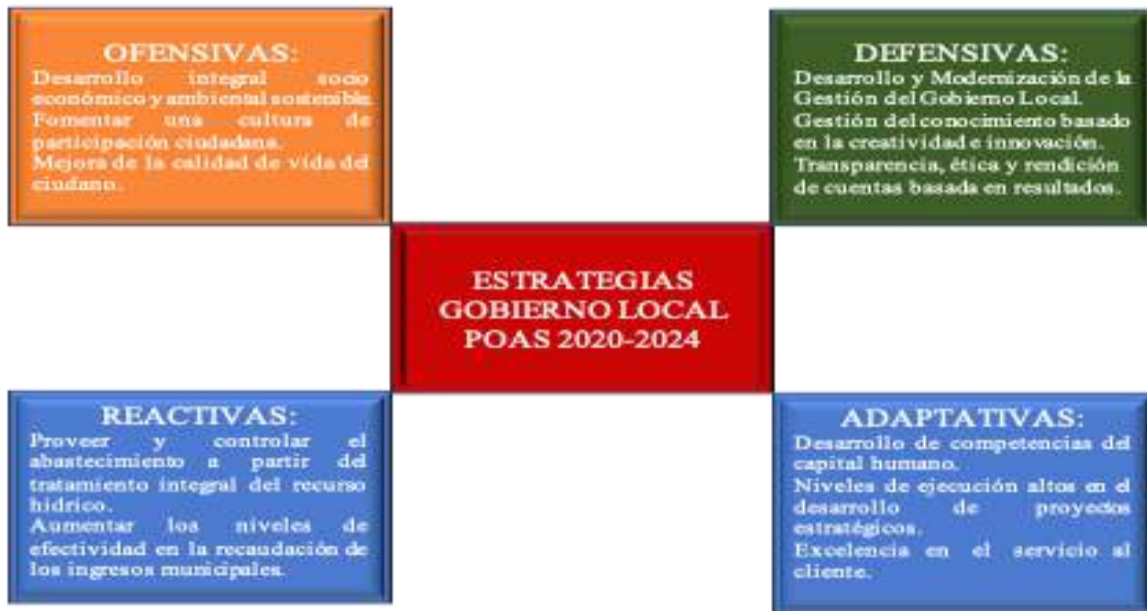 OFENSIVAS:
Desarrollo integral socio
económico y ambiental sostenible.
Fomentar una cultura de
participación ciudadana.
Mejora de la calidad de vida del
ciudano.
DEFENSIVAS:
Desarrollo y Modernización de la
Gestión del Gobierno Local.
Gestión del conocimiento basado
en la creatividad e innovación.
Transparencia, ética y rendición
de cuentas basada en resultados.
ESTRATEGIAS
GOBIERNO LOCAL
POAS 2020-2024
REACTIVAS:
Proveer y controlar el
abastecimiento a partir del
tratamiento integral del recurso
hídrico.
Aumentar los niveles de
efectividad en la recaudación de
los ingresos municipales.
ADAPTATIVAS:
Desarrollo de competencias del
capital humano.
Niveles de ejecución altos en el
desarrollo de proyectos
estratégicos.
Excelencia en el servicio al
cliente.